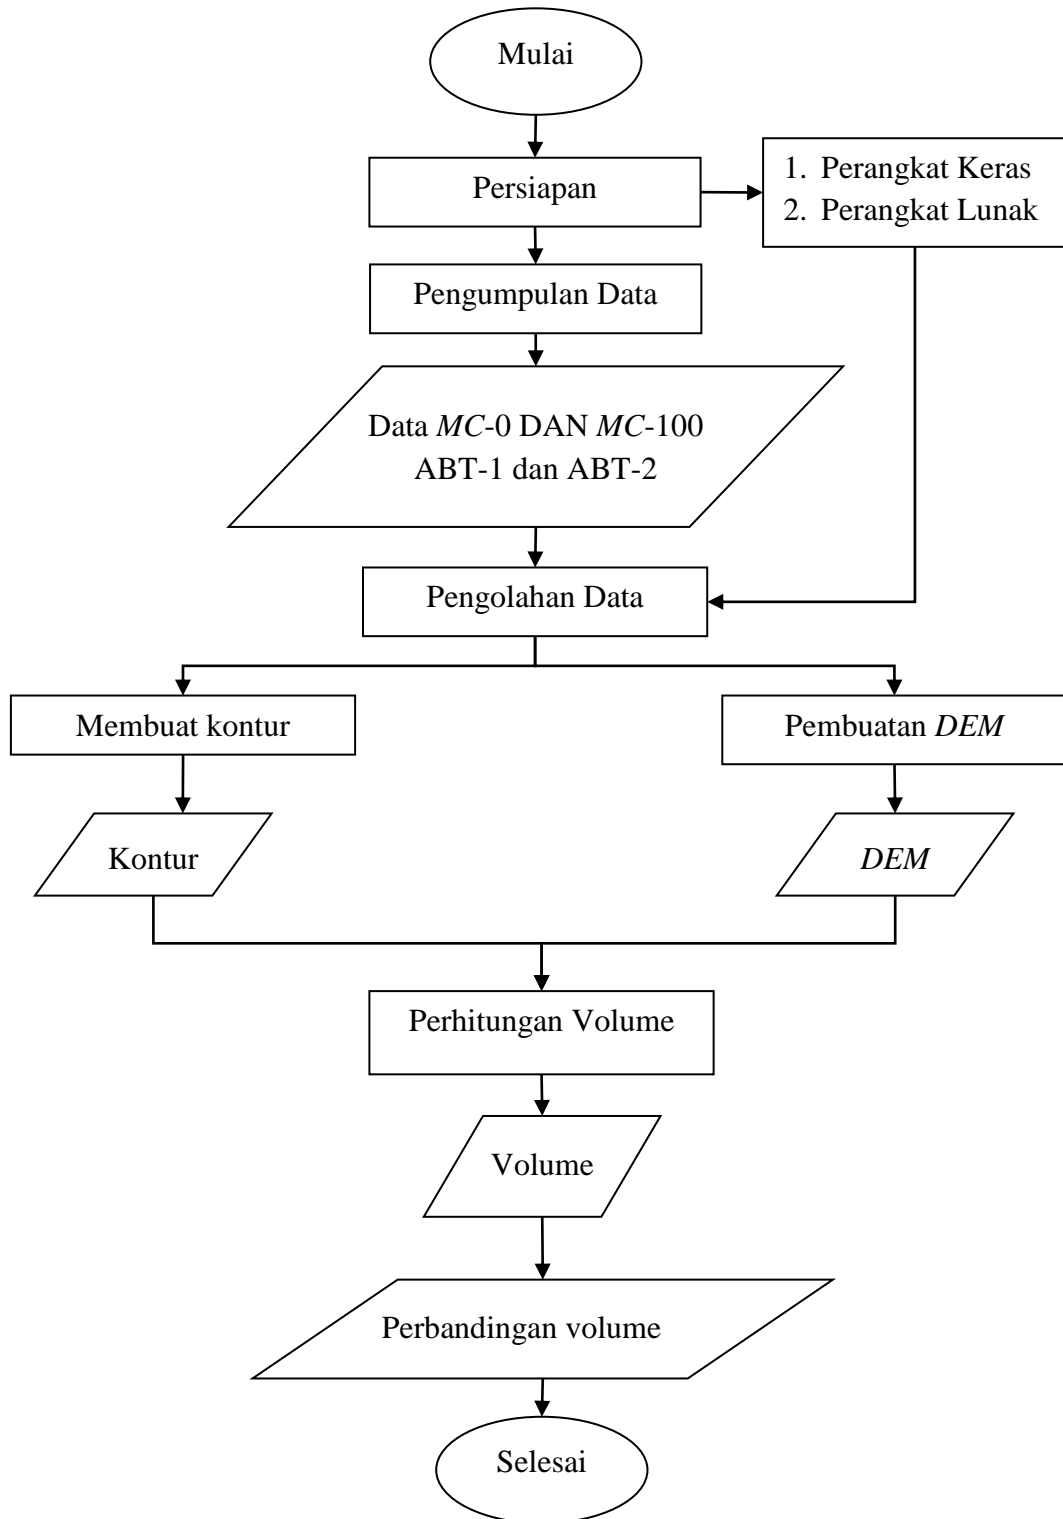 Mulai
Persiapan
1. Perangkat Keras
2. Perangkat Lunak
Pengumpulan Data
Data MC-0 DAN MC-100
ABT-1 dan ABT-2
Pengolahan Data
Membuat kontur
Pembuatan DEM
Kontur
DEM
Perhitungan Volume
Volume
Perbandingan volume
Selesai